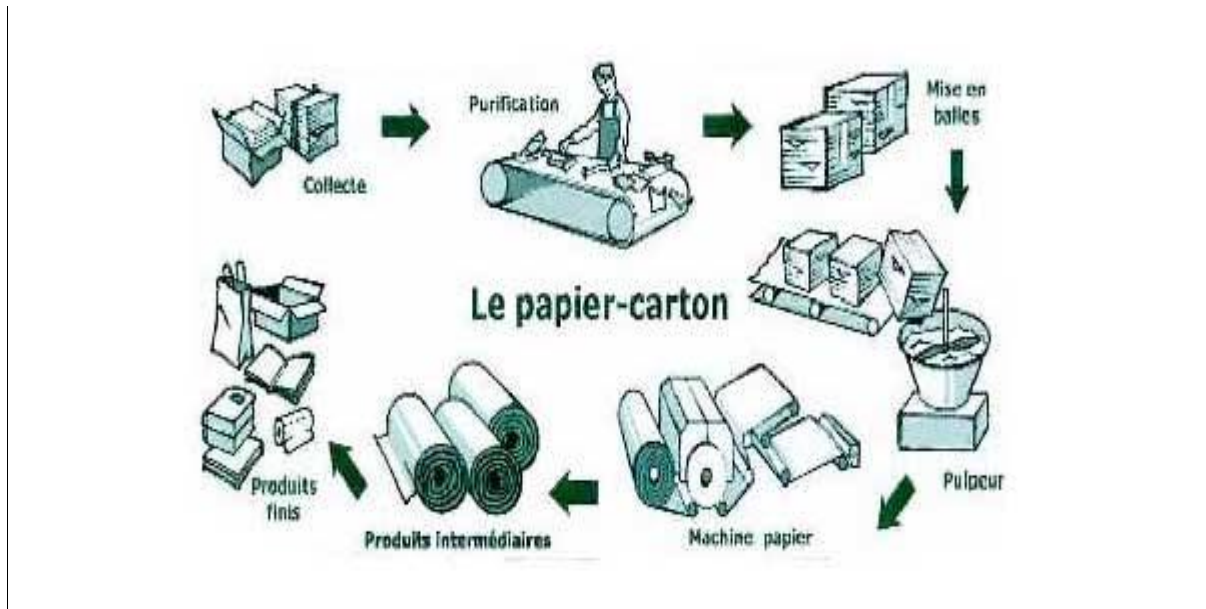 Collecte
Purification
Mise en
balles
Le papier-carton
Pulpeur
Machine papier
Produits intermédiaires
Produits
finis